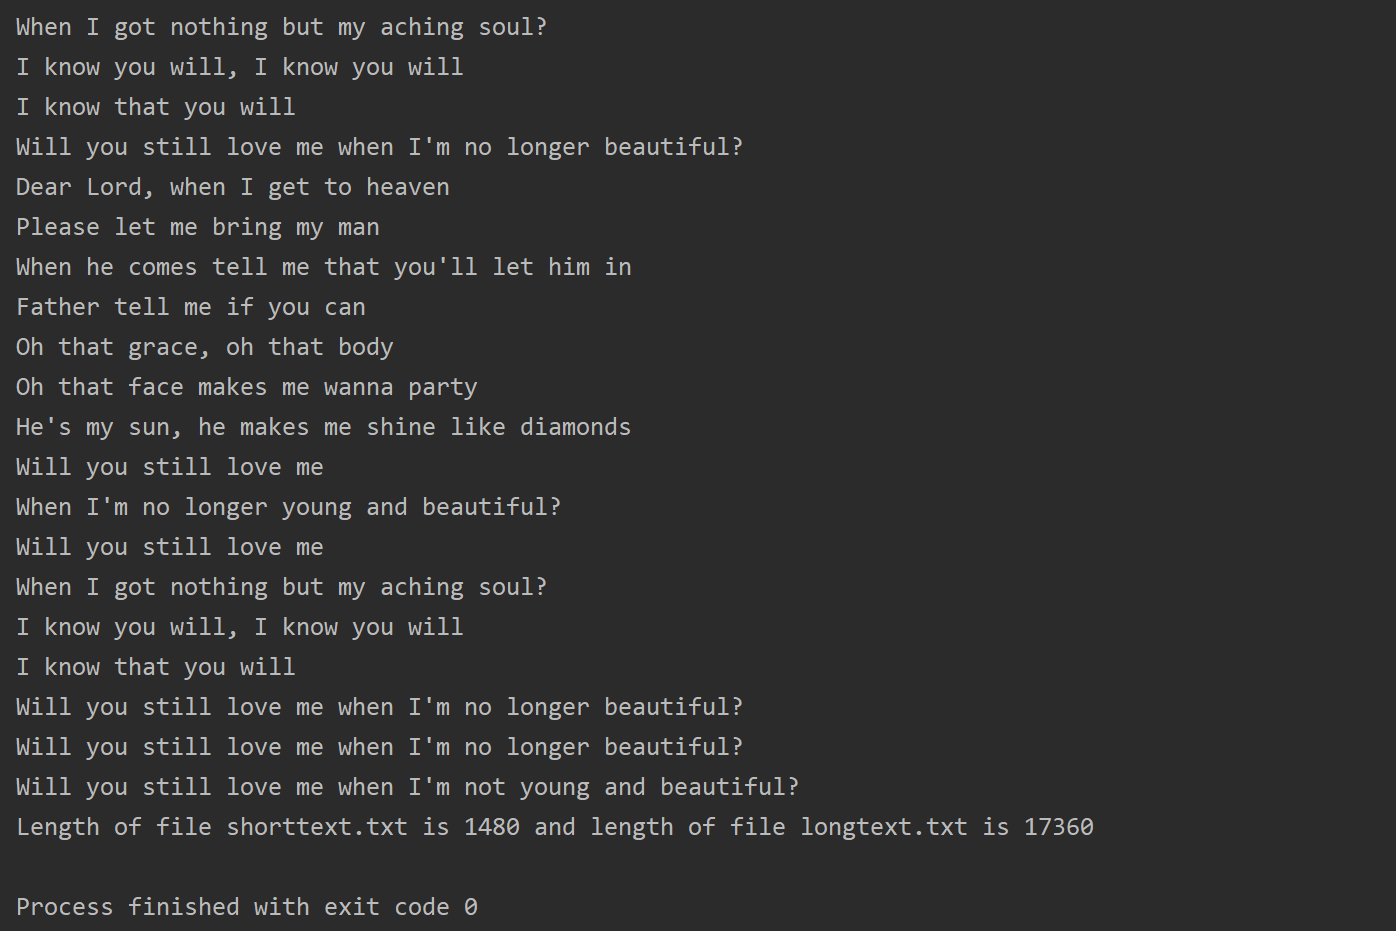 When I got nothing but my aching soul?
I know you will, I know you will
I know that you will
Will you still love me when I'm no longer beautiful?
Dear Lord, when I get to heaven
Please let me bring my man
When he comes tell me that you'll let him in
Father tell me if you can
Oh that grace, oh that body
Oh that face makes me wanna party
He's my sun, he makes me shine like diamonds
Will you still love me
When I'm no longer young and beautiful?
Will you still love me
When I got nothing but my aching soul?
I know you will, I know you will
I know that you will
Will you still love me when I'm no longer beautiful?
Will you still love me when I'm no longer beautiful?
Will you still love me when I'm not young and beautiful?
Length of file shorttext.txt is 1480 and length of file longtext.txt is 17360
Process finished with exit code 0